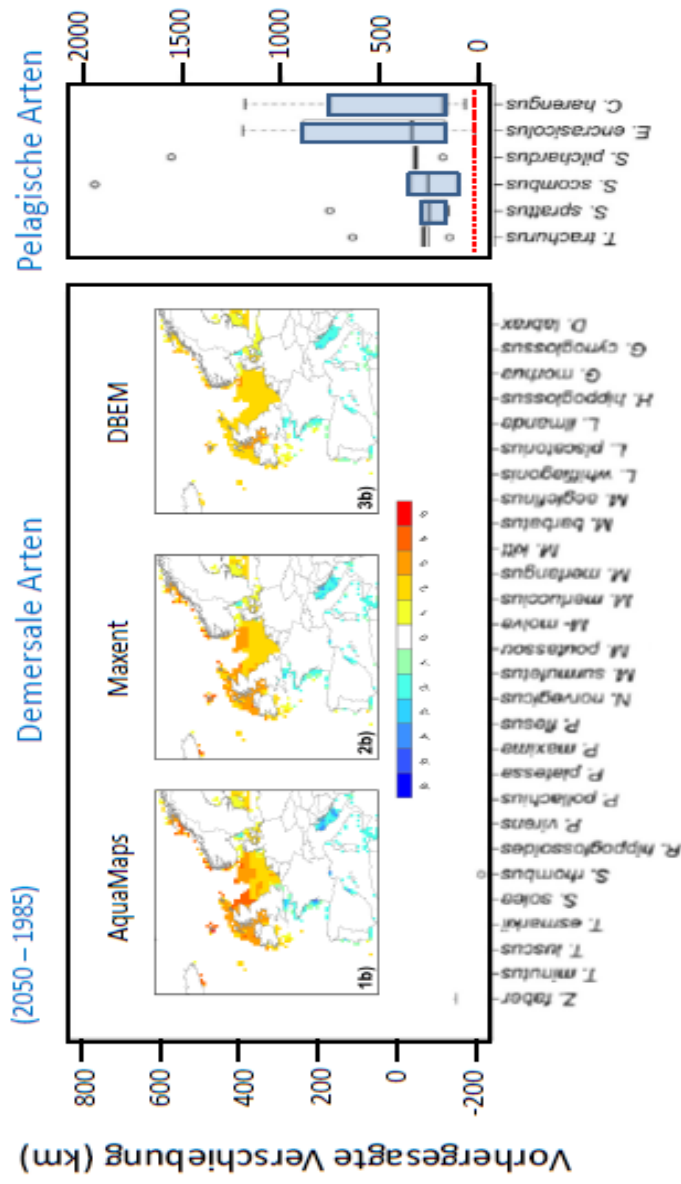 (2050 – 1985)
Demersale Arten
Pelagische Arten
AquaMaps
Maxent
DBEM
1b)
2b)
3b)
Vorhergesagte Verschiebung (km)
800
600
400
200
0
-200
2000
1500
1000
500
0
Z. faber
T. minutus
T. luscus
T. esmarkii
S. solea
S. rhombus
R. hippoglossoides
P. virens
P. pollachius
P. platessa
P. maxima
P. flesus
N. norvegicus
M. surmuletus
M. poutassou
M- molva
M. merluccius
M. merlangus
M. kitt
M. barbatus
M. aeglefinus
L. whiffiagonis
L. piscatorius
L. limanda
H. hippoglossus
G. morhua
G. cynoglossus
D. labrax
T. trachurus
S. sprattus
S. scombus
S. pilchardus
E. encrasicolus
C. harengus